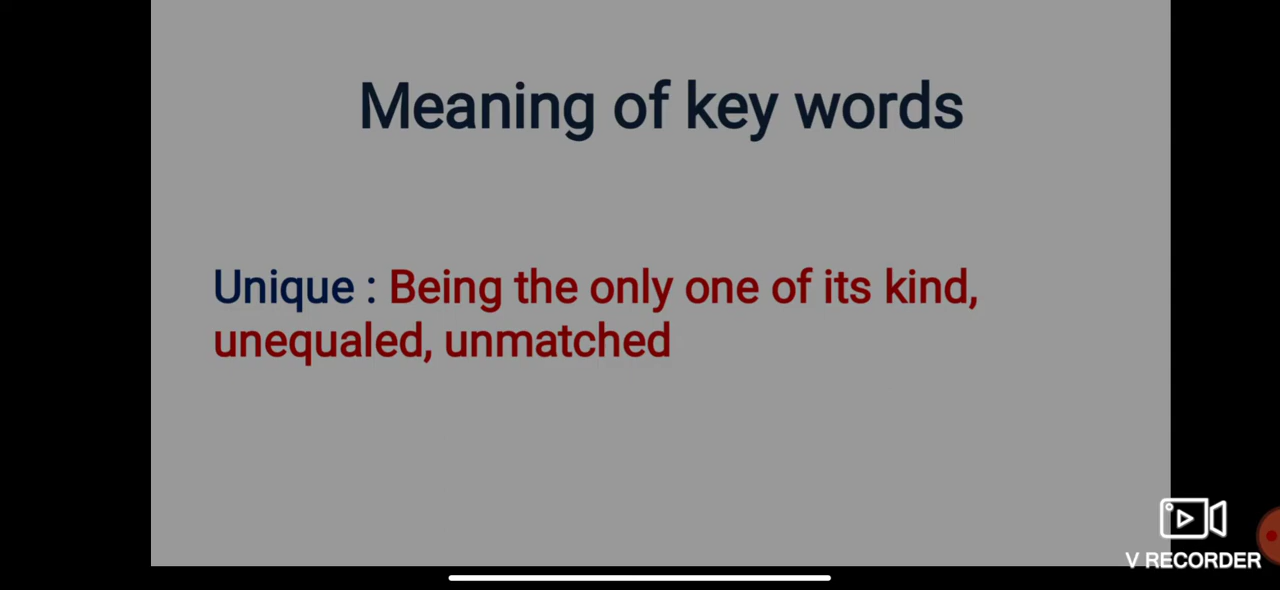 Meaning of key words
Unique : Being the only one of its kind,
unequaled, unmatched
V RECORDER